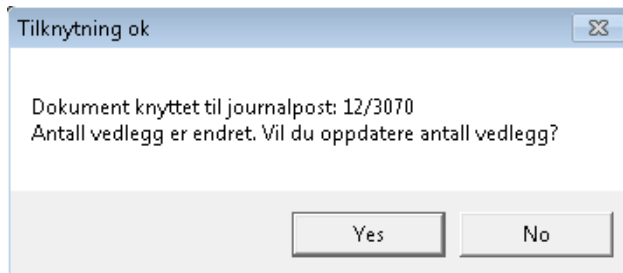 Tilknytning ok
Dokument knyttet til journalpost: 12/3070
Antall vedlegg er endret. Vil du oppdatere antall vedlegg?
Yes No